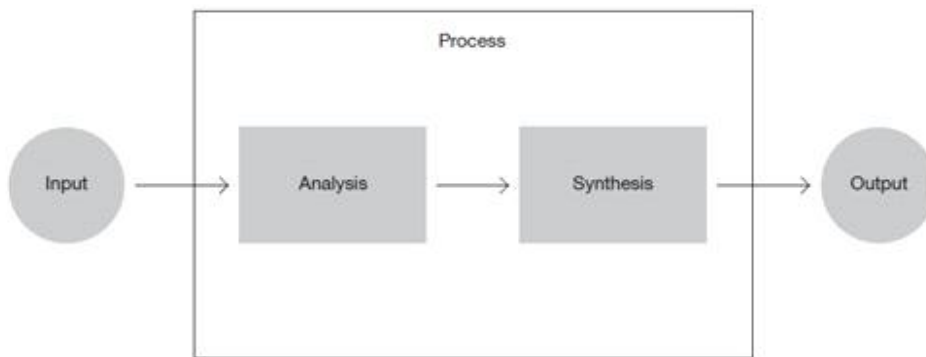 Process
Input
Analysis
Synthesis
Output